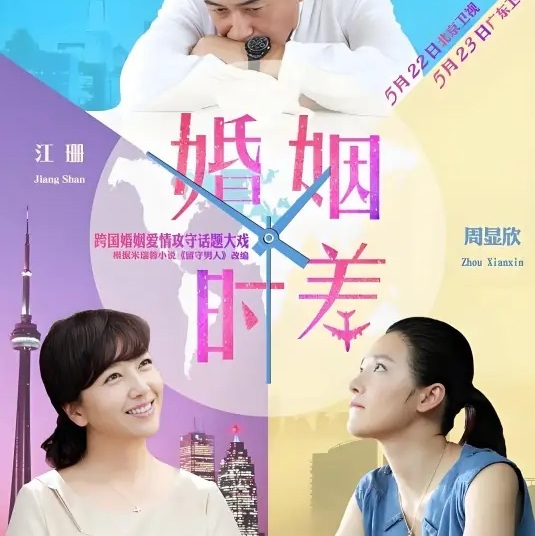 5月22日北京卫视
5月23日广东卫
江珊
Jiang Shan
婚姻
时差
跨国婚姻爱情攻守话题大戏
根据米瑞蓉小说《留守男人》改编
周显欣
Zhou Xianxin